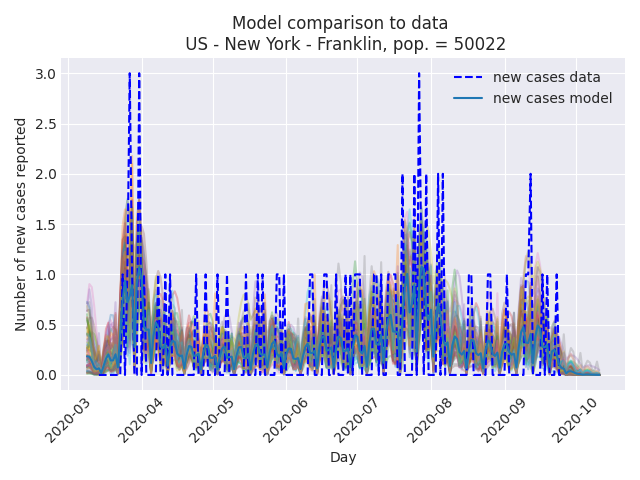 Model comparison to data
US - New York - Franklin, pop. = 50022
new cases data
new cases model
Number of new cases reported
3.0
2.5
2.0
1.5
1.0
0.5
0.0
2020-03
2020-04
2020-05
2020-06
2020-07
2020-08
2020-09
2020-10
Day